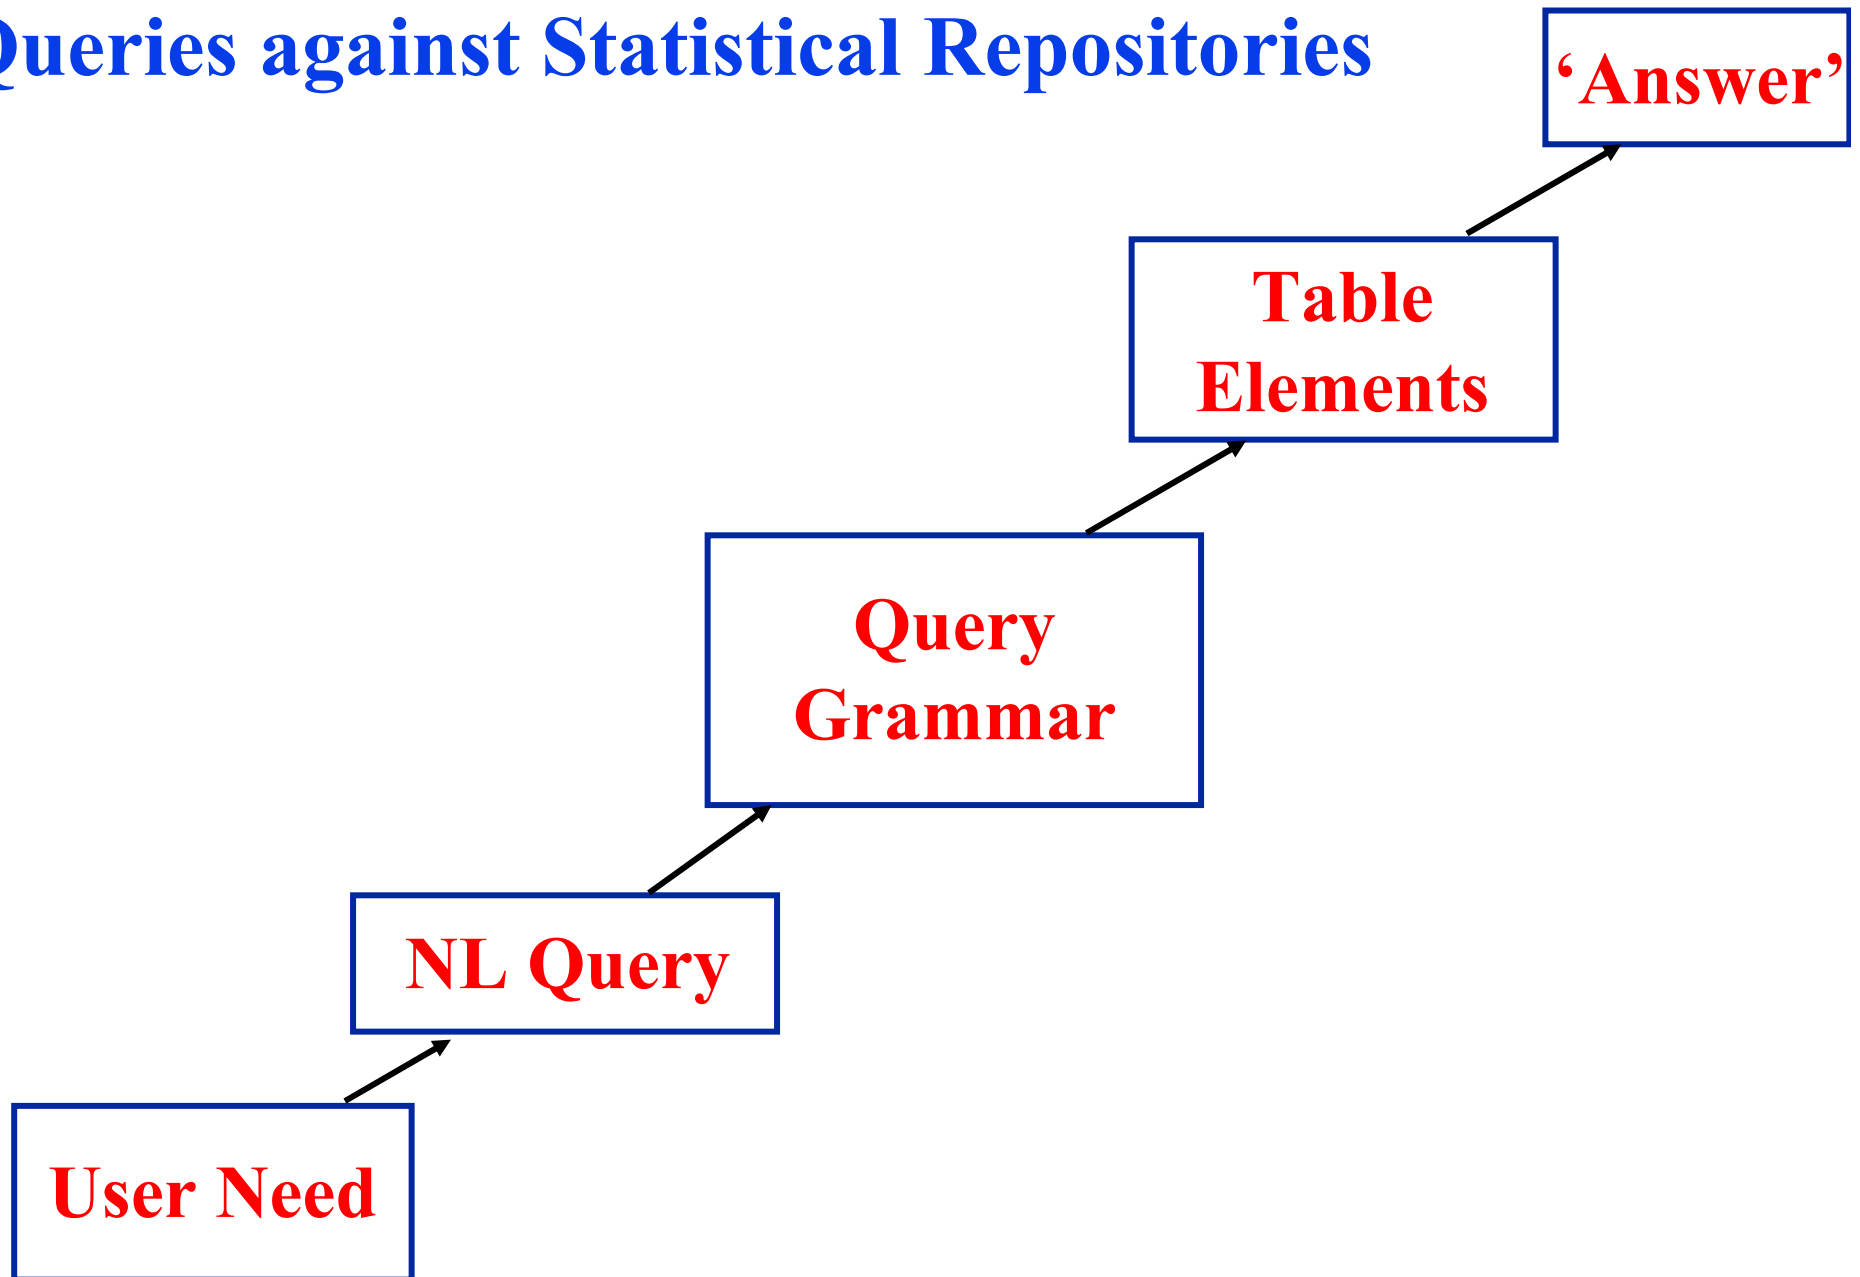 Queries against Statistical Repositories
‘Answer’
Table
Elements
Query
Grammar
NL Query
User Need